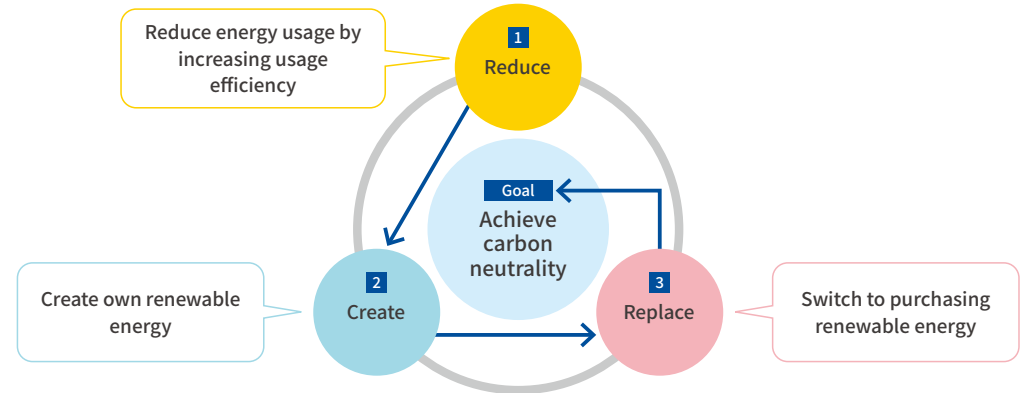 Reduce energy usage by
increasing usage
efficiency
1
Reduce
Goal
Achieve
carbon
neutrality
Create own renewable
energy
2
Create
3
Replace
Switch to purchasing
renewable energy